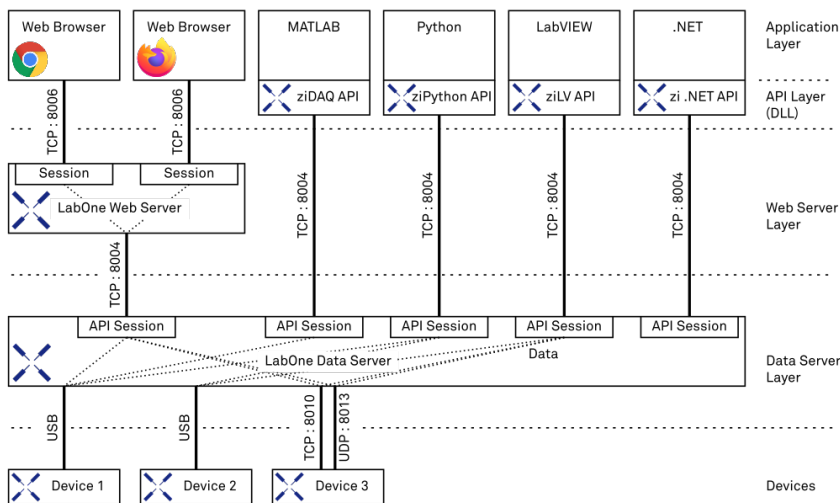 Web Browser
Web Browser
MATLAB
Python
LabVIEW
.NET
Application
Layer
ziDAQ API
ziPython API
ziLV API
zi .NET API
API Layer
(DLL)
TCP : 8006
TCP : 8006
Session
Session
LabOne Web Server
TCP : 8004
TCP : 8004
TCP : 8004
TCP : 8004
Web Server
Layer
TCP : 8004
API Session
API Session
API Session
API Session
API Session
LabOne Data Server
Data
Data Server
Layer
USB
USB
TCP : 8010
UDP : 8013
Device 1
Device 2
Device 3
Devices